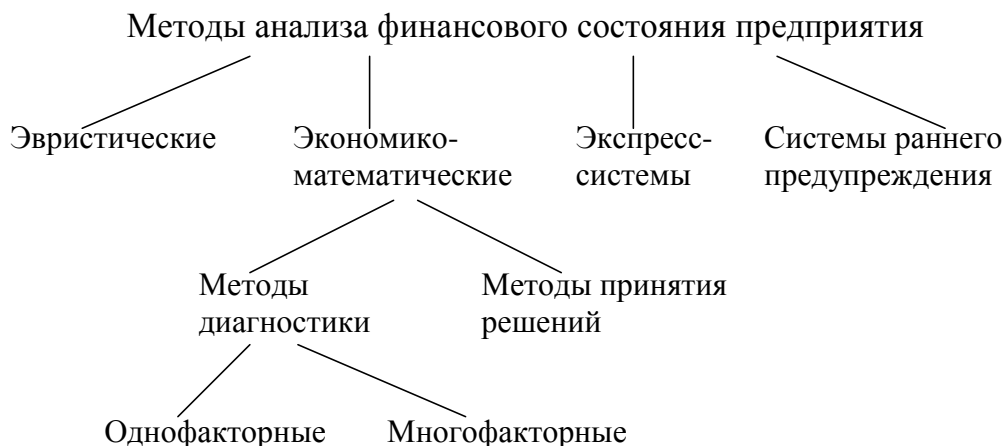 Методы анализа финансового состояния предприятия
Эвристические
Экономико-
математические
Экспресс-
системы
Системы раннего
предупреждения
Методы
диагностики
Методы принятия
решений
Однофакторные
Многофакторные